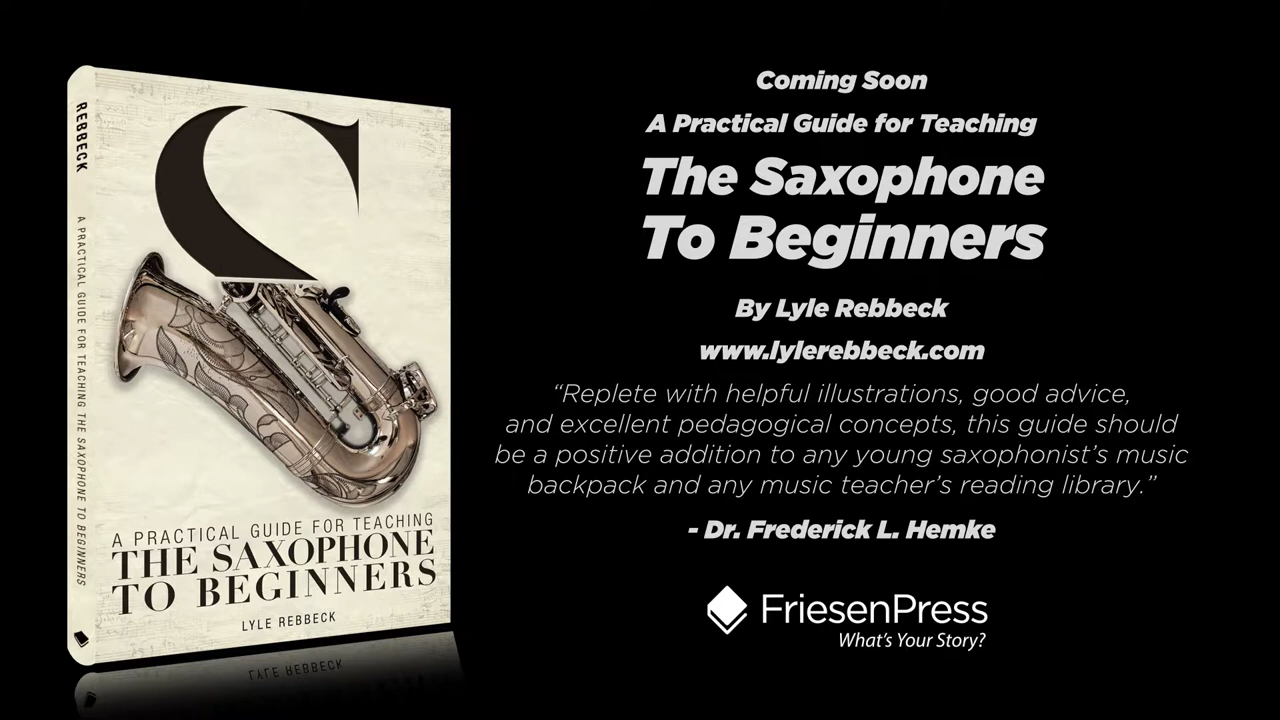 REBBECK
A PRACTICAL GUIDE FOR TEACHING THE SAXOPHONE TO BEGINNERS
S
A PRACTICAL GUIDE FOR TEACHING
THE SAXOPHONE
TO BEGINNERS
LYLE REBBECK
LYLE REBBECK
Coming Soon
A Practical Guide for Teaching
The Saxophone
To Beginners
By Lyle Rebbeck
www.lylerebbeck.com
“Replete with helpful illustrations, good advice,
and excellent pedagogical concepts, this guide should
be a positive addition to any young saxophonist’s music
backpack and any music teacher’s reading library.”
- Dr. Frederick L. Hemke
FriesenPress
What’s Your Story?